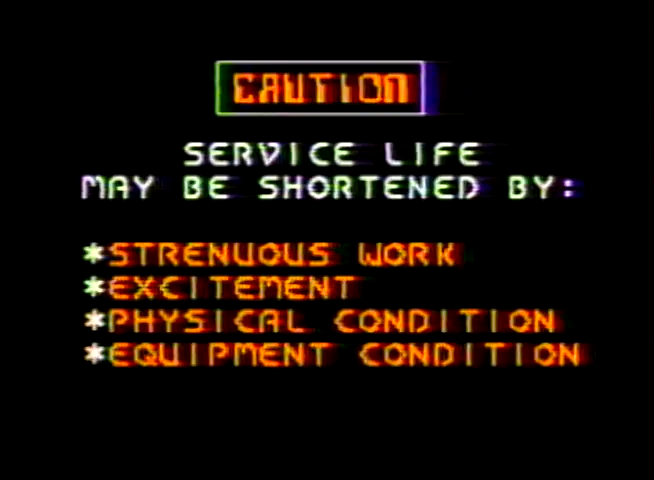 CAUTION
SERVICE LIFE
MAY BE SHORTENED BY:
*STRENUOUS WORK
*EXCITEMENT
*PHYSICAL CONDITION
*EQUIPMENT CONDITION